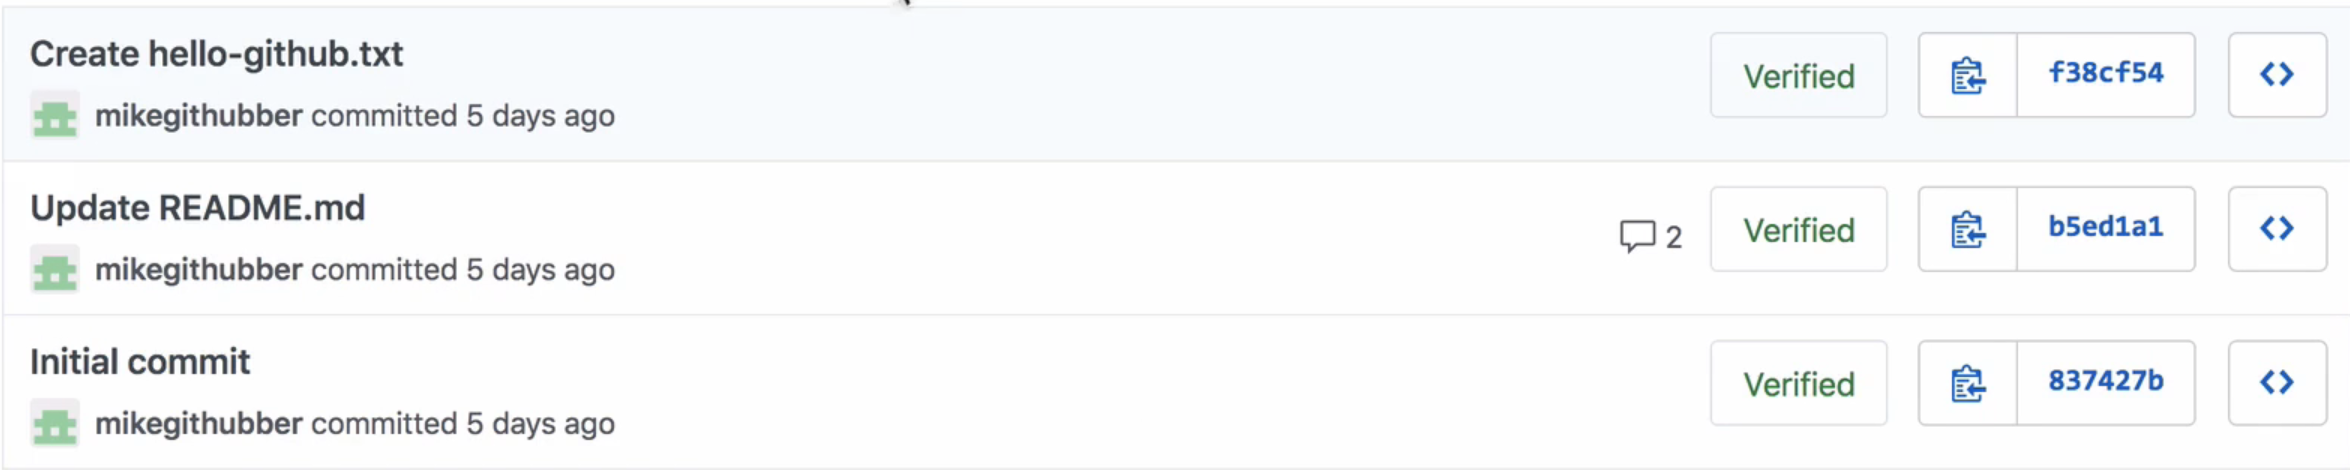 Create hello-github.txt
mikegithubber committed 5 days ago
Verified
f38cf54
Update README.md
mikegithubber committed 5 days ago
2
Verified
b5ed1a1
Initial commit
mikegithubber committed 5 days ago
Verified
837427b